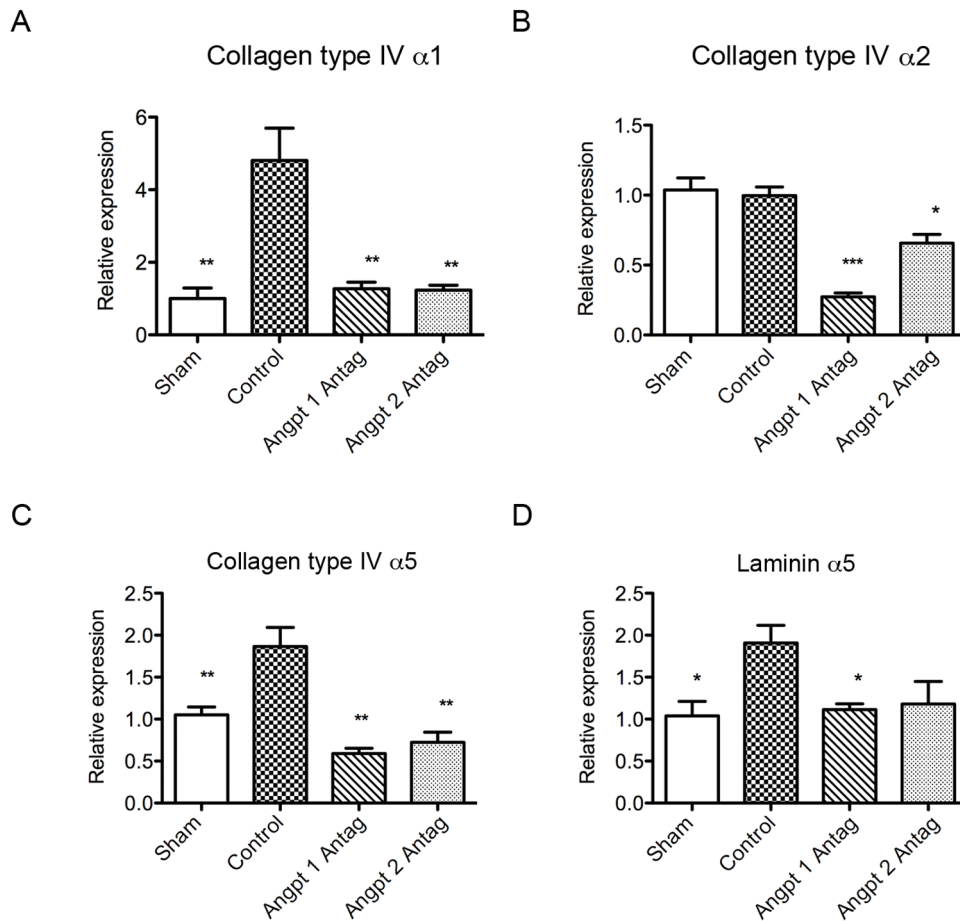 A
Collagen type IV α1
Relative expression
6
4
2
0
**
**
**
Sham
Control
Angpt 1 Antag
Angpt 2 Antag
B
Collagen type IV α2
Relative expression
1.5
1.0
0.5
0.0
***
*
Sham
Control
Angpt 1 Antag
Angpt 2 Antag
C
Collagen type IV α5
Relative expression
2.5
2.0
1.5
1.0
0.5
0.0
**
**
**
Sham
Control
Angpt 1 Antag
Angpt 2 Antag
D
Laminin α5
Relative expression
2.5
2.0
1.5
1.0
0.5
0.0
*
*
Sham
Control
Angpt 1 Antag
Angpt 2 Antag